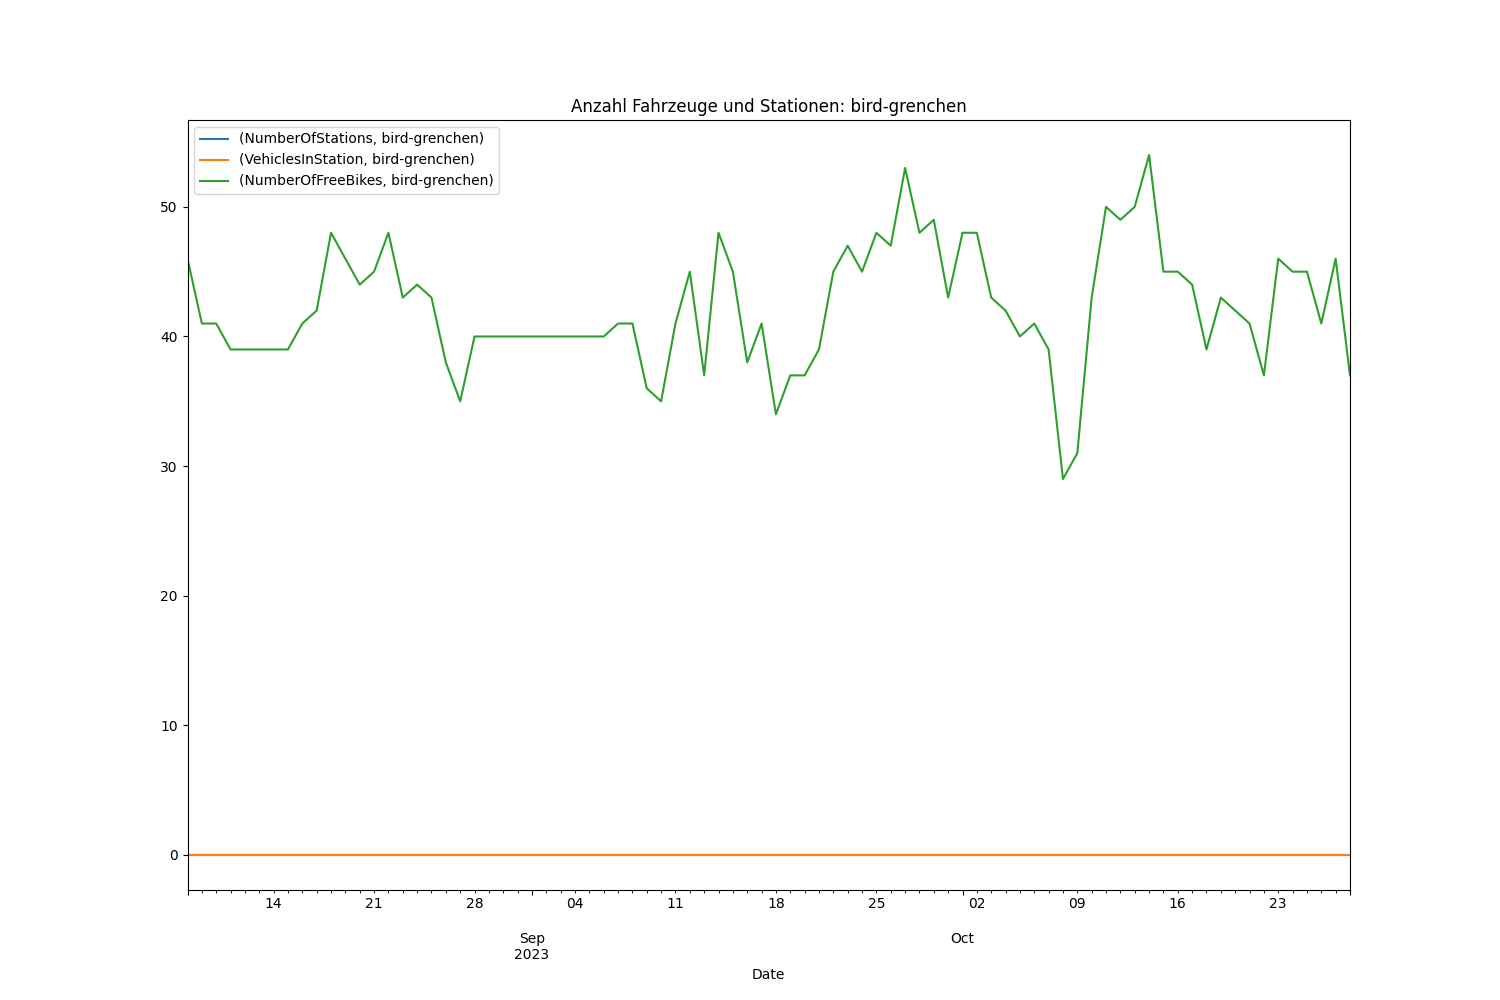 Anzahl Fahrzeuge und Stationen: bird-grenchen
(NumberOfStations, bird-grenchen)
(VehiclesInStation, bird-grenchen)
(NumberOfFreeBikes, bird-grenchen)
50
40
30
20
10
0
14 21 28 04 11 18 25 02 09 16 23
Sep Oct
2023
Date